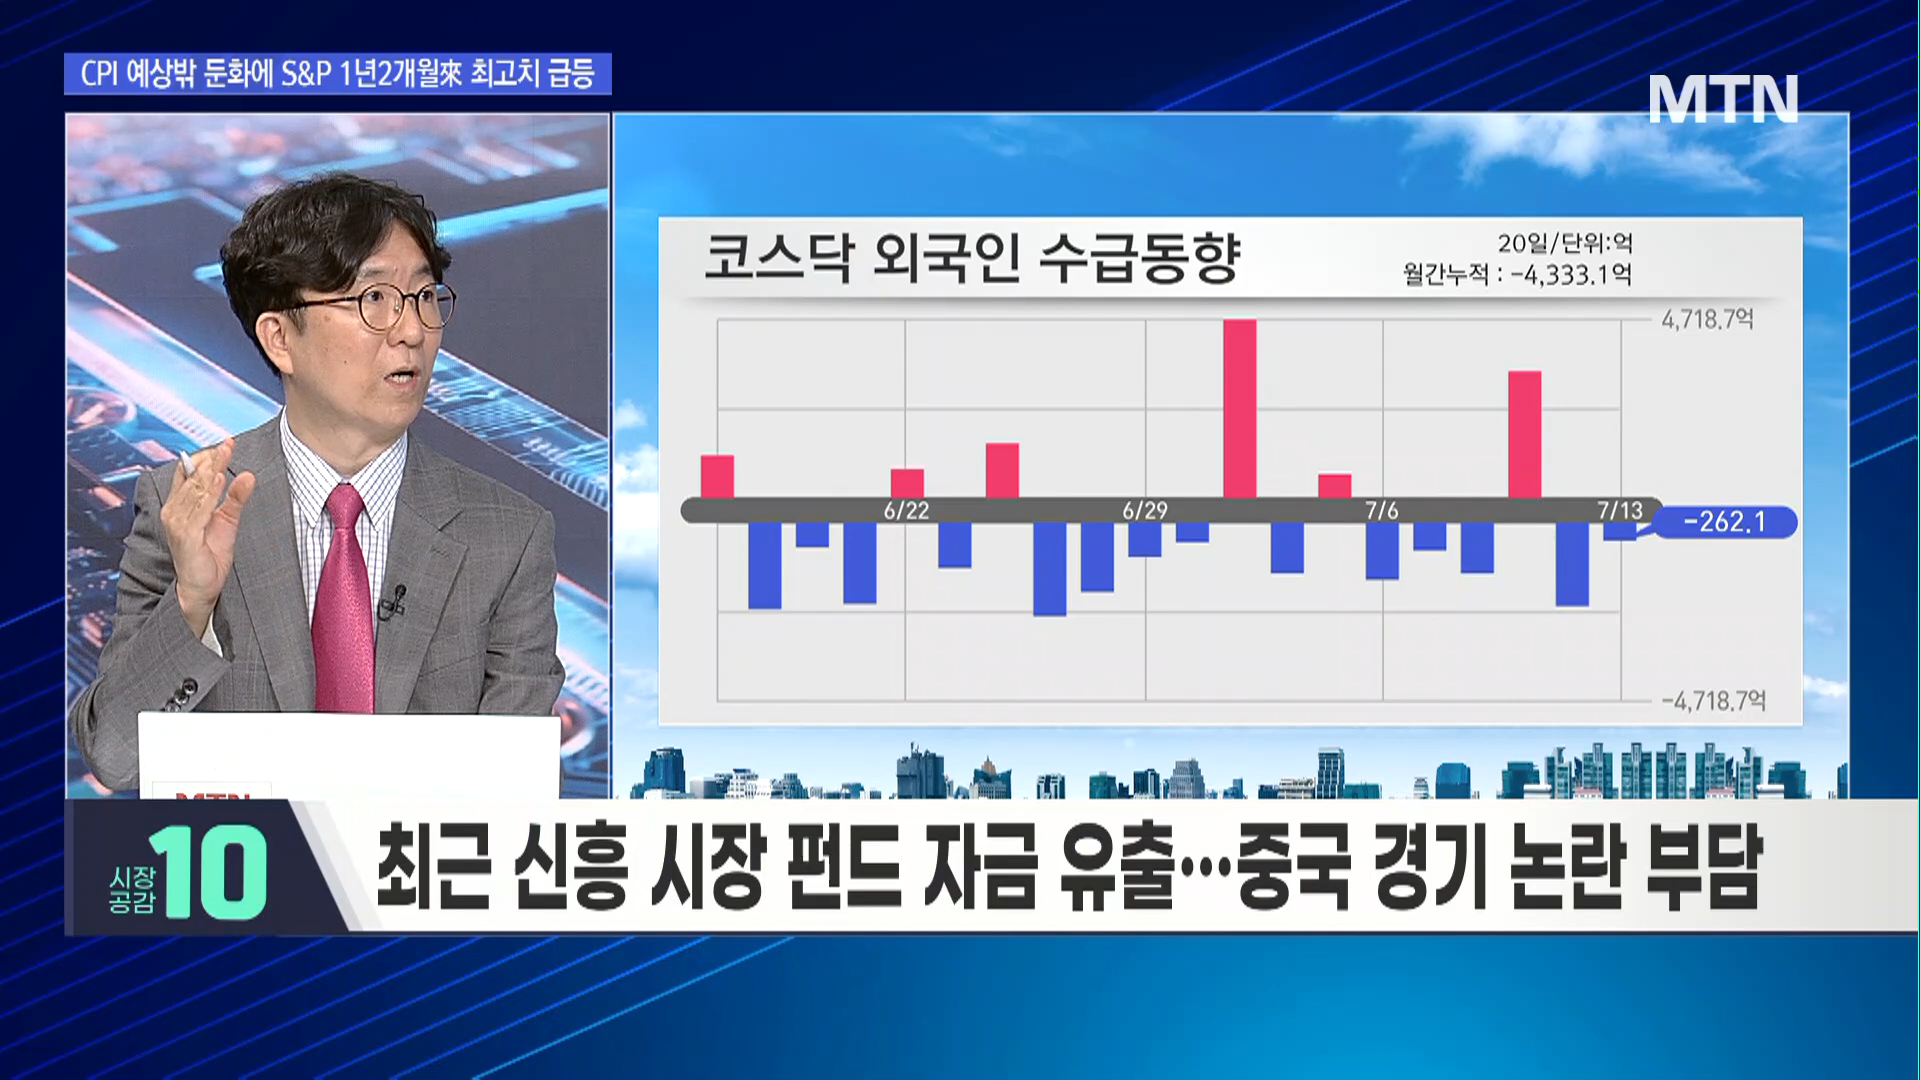 CPI 예상밖 둔화에 S&P 1년2개월來 최고치 급등
MTN
코스닥 외국인 수급동향
20일/단위:억
월간누적 : -4,333.1억
4,718.7억
6/22
6/29
7/6
7/13
-262.1
-4,718.7억
MTN
시장
공감
10
최근 신흥 시장 펀드 자금 유출…중국 경기 논란 부담